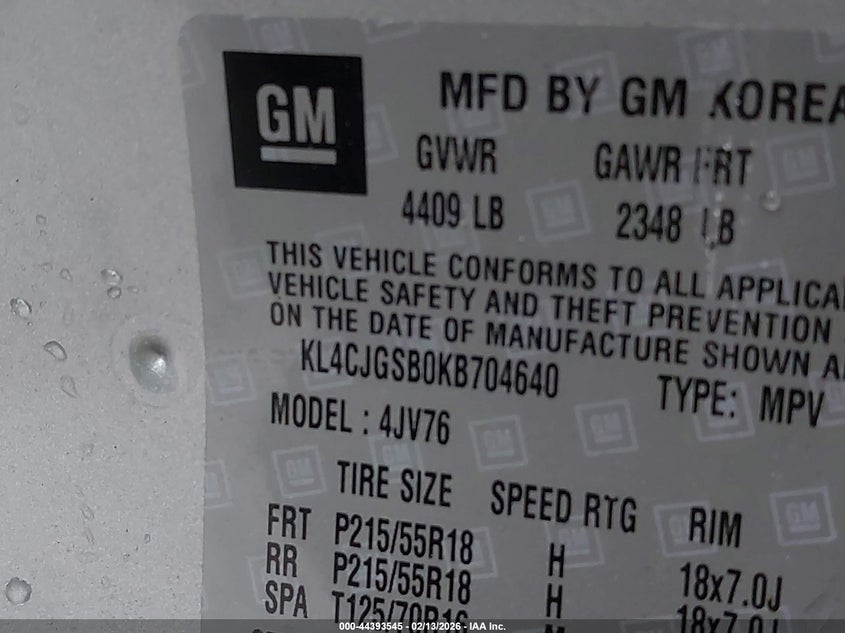 GM
MFD BY GM KOREA
GVWR GAWR FRT
4409 LB 2348 LB
THIS VEHICLE CONFORMS TO ALL
VEHICLE SAFETY AND THEFT PREVENTION
ON THE DATE OF MANUFACTURE SHOWN
KL4CJGSB0KB704640 TYPE: MPV
MODEL : 4JV76
TIRE SIZE SPEED RTG RIM
FRT P215/55R18 H 18x7.0J
RR P215/55R18 H 18x7.0J
SPA
000-44393545 - 02/13/2026 - IAA Inc.